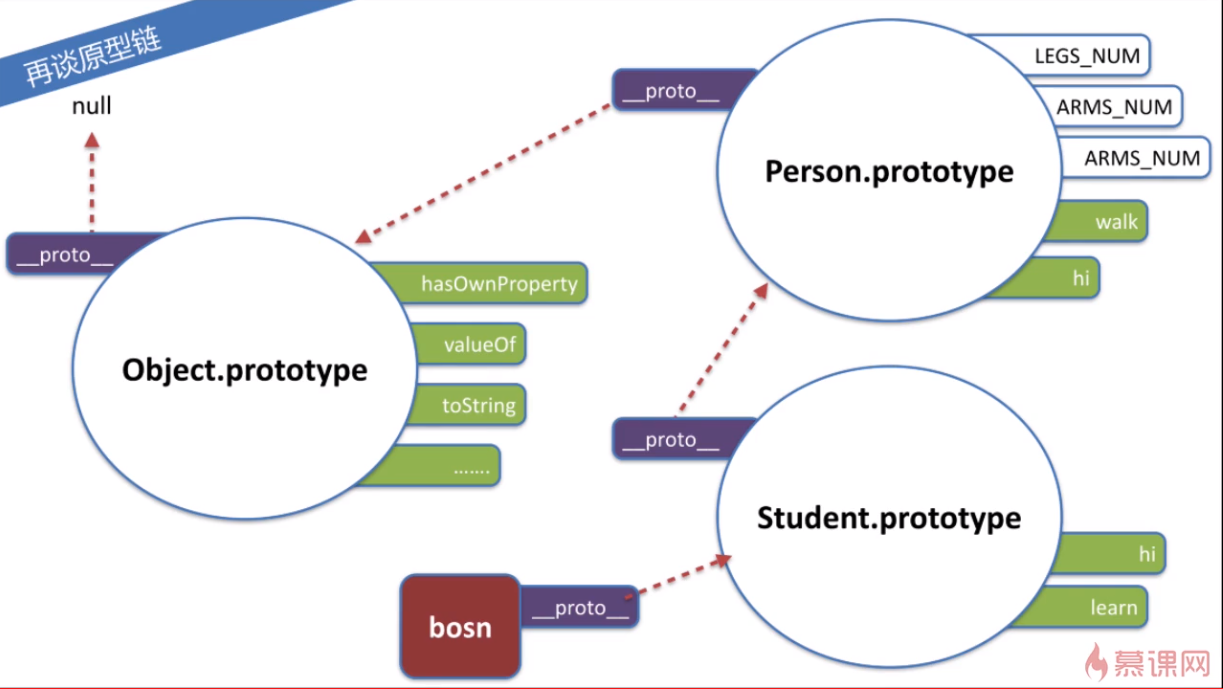 再谈原型链
null
__proto__
Object.prototype
hasOwnProperty
valueOf
toString
.......
__proto__
Person.prototype
LEGS_NUM
ARMS_NUM
ARMS_NUM
walk
hi
__proto__
Student.prototype
hi
learn
bosn
__proto__
慕课网